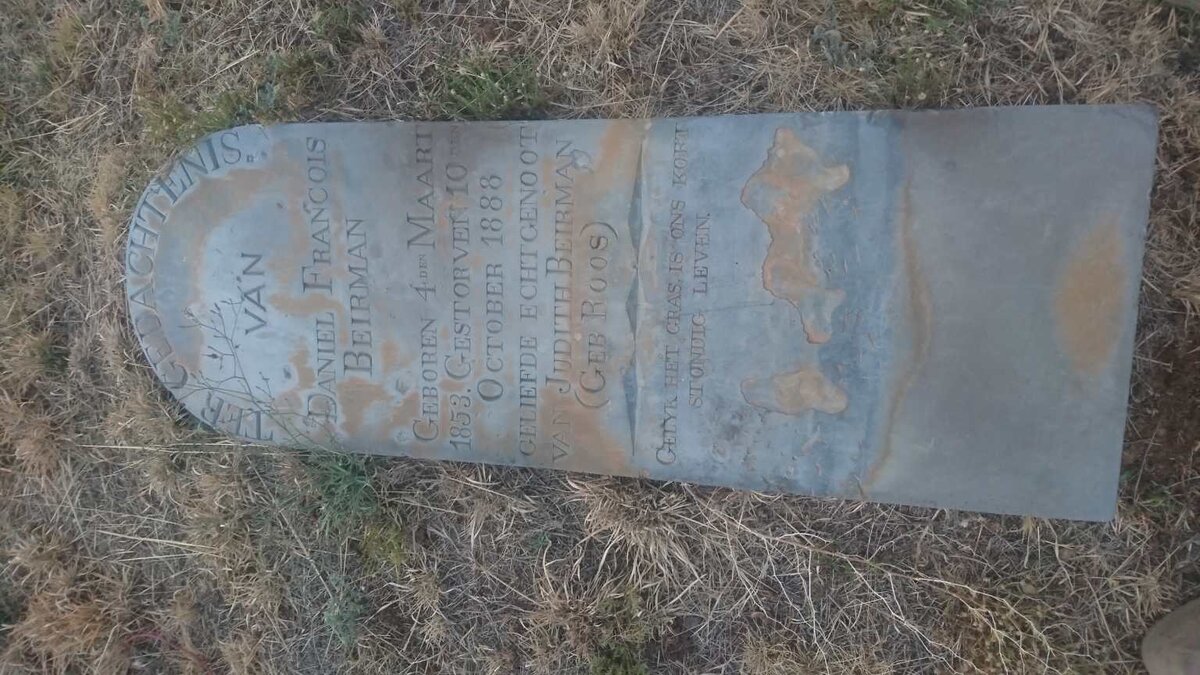 TER GEDACHTENIS.
VAN
DANIEL FRANCOIS
BEIRMAN
GEBOREN 4DEN MAART
1853. GESTORVEN 10DEN
OCTOBER 1888
GELIEFDE ECHTGENOOT
VAN JUDITH BEIRMAN
(GEB ROOS)
GELYK HET GRAS IS ONS KORT
STONDIG LEVEN.